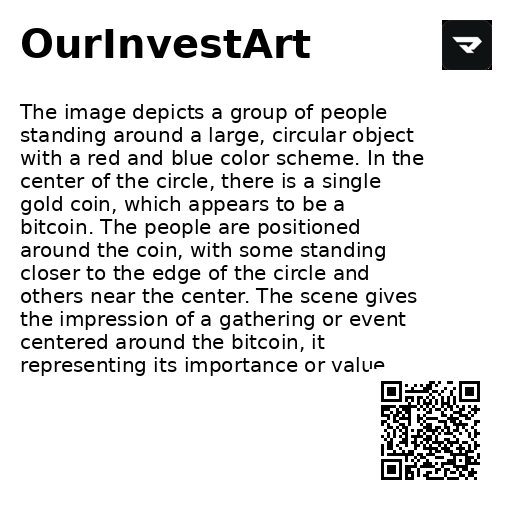 OurInvestArt
The image depicts a group of people
standing around a large, circular object
with a red and blue color scheme. In the
center of the circle, there is a single
gold coin, which appears to be a
bitcoin. The people are positioned
around the coin, with some standing
closer to the edge of the circle and
others near the center. The scene gives
the impression of a gathering or event
centered around the bitcoin, it
representing its importance or value